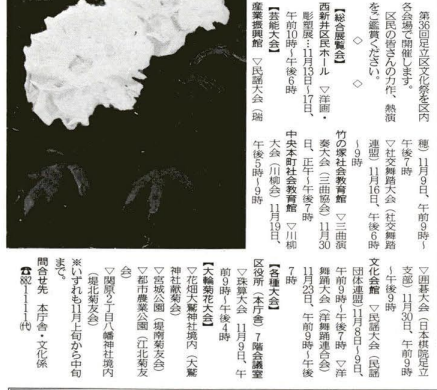 第36回足立区文化祭を区内
各会場で開催します。
区民の皆さんの力作、熱演
をご鑑賞ください。
◇　◇
【総合展覧会】
西新井区民ホール　▽洋画・
彫塑展…11月13日～17日、
午前10時～午後6時
【芸能大会】
産業振興館　▽民謡大会（瑞
穂）11月9日、午前9時～
午後7時
▽社交舞踏大会（社交舞踏
連盟）11月16日、午後6時
～9時
竹の塚社会教育館　▽三曲演
奏大会（三曲協会）11月30
日、正午～午後7時
中央本町社会教育館　▽川柳
大会（川柳会）11月19日、
午後5時～9時
▽囲碁大会（日本棋院足立
支部）11月30日、午前9時
～午後9時
文化会館　▽民謡大会（民謡
団体連盟）11月8日～9日、
午前9時～午後7時　▽洋
舞踊大会（洋舞踊連合会）
11月23日、午前9時～午後
7時
【各種大会】
区役所（本庁舎）7階会議室
▽珠算大会　11月9日、午
前9時～午後4時
【大輪菊花大会】
▽花畑大鷲神社境内（大鷲
神社献菊会）
▽宮城公園（堤南菊友会）
▽都市農業公園（江北菊友
会）
▽関原2丁目八幡神社境内
（堤北菊友会）
※いずれも11月上旬から中旬
まで。
問合せ先　本庁舎・文化係
☎882－1111㈹